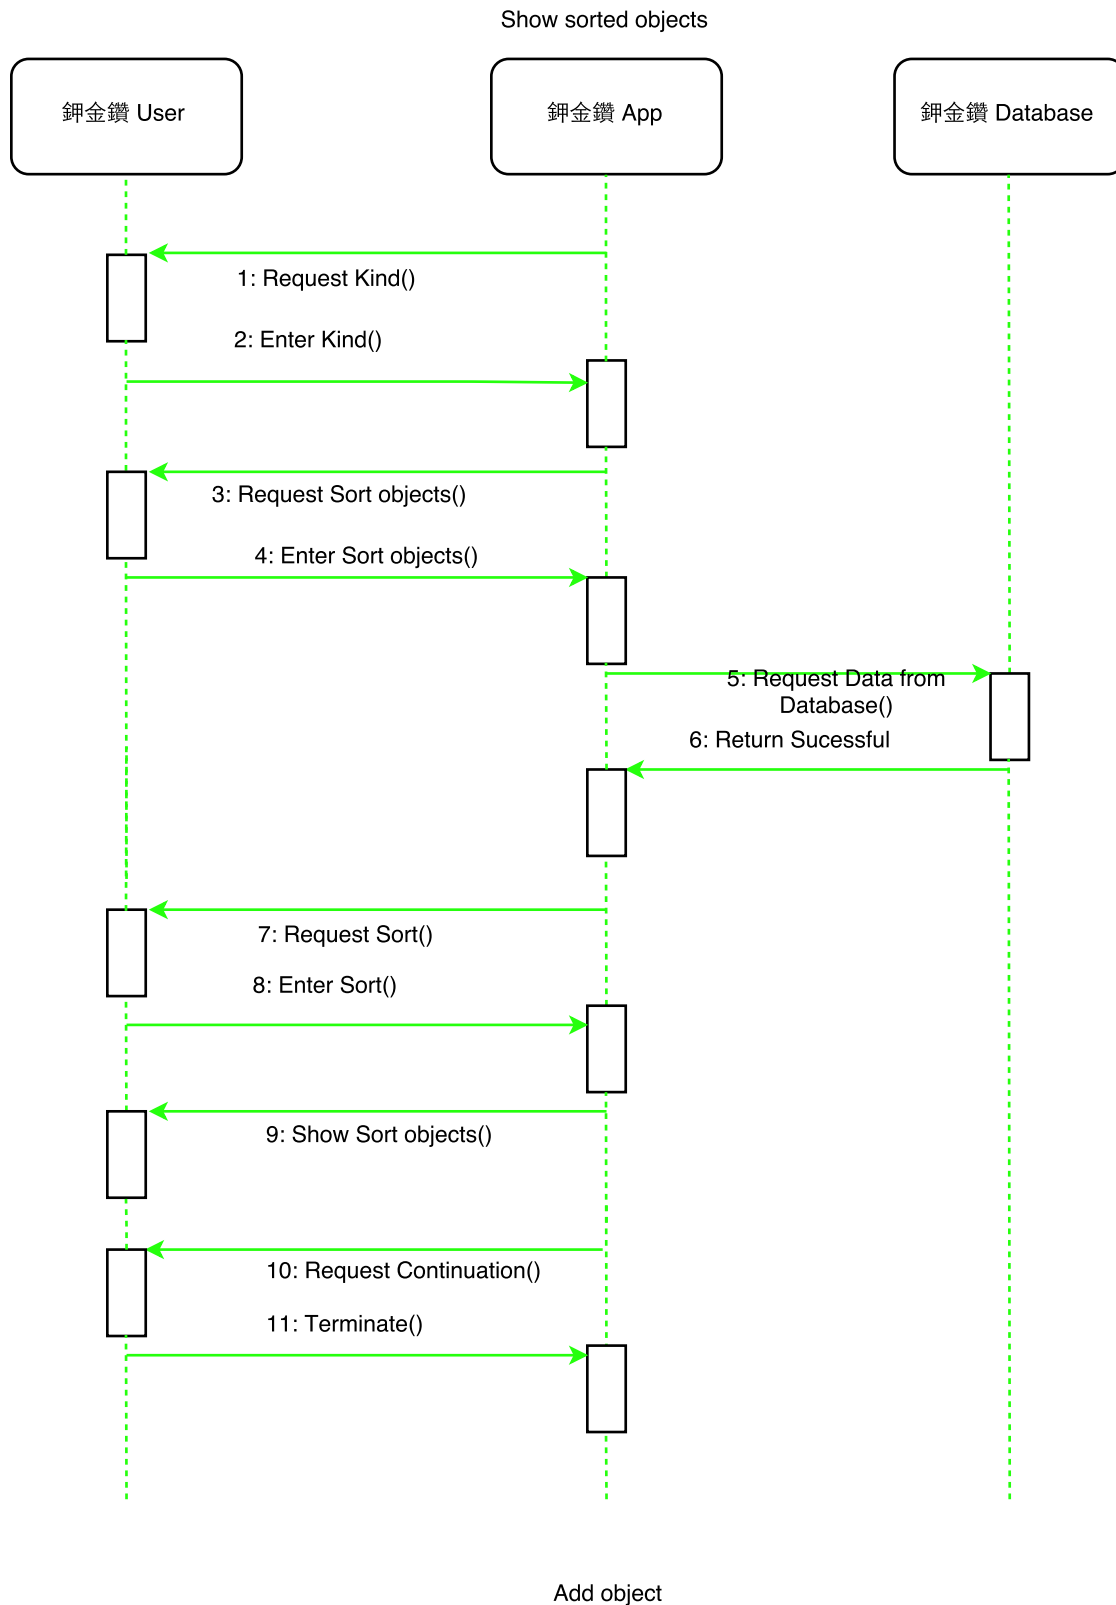 Show sorted objects
鉀金鑽 User
鉀金鑽 App
鉀金鑽 Database
1: Request Kind()
2: Enter Kind()
3: Request Sort objects()
4: Enter Sort objects()
5: Request Data from
Database()
6: Return Sucessful
7: Request Sort()
8: Enter Sort()
9: Show Sort objects()
10: Request Continuation()
11: Terminate()
Add object